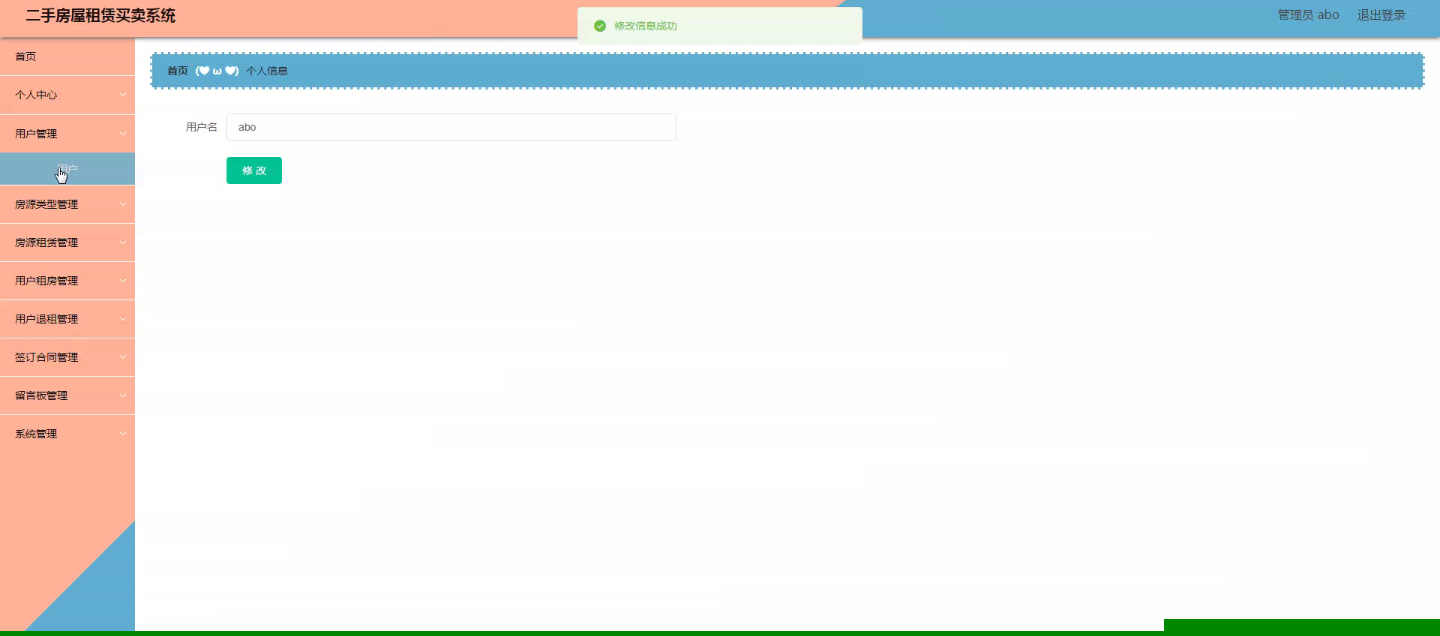 二手房屋租赁买卖系统
修改信息成功
管理员 abo 退出登录
首页
个人中心
用户管理
用户
房源类型管理
房源租赁管理
用户租房管理
用户退租管理
签订合同管理
留言板管理
系统管理
首页 (♥ ω ♥) 个人信息
用户名 abo
修 改